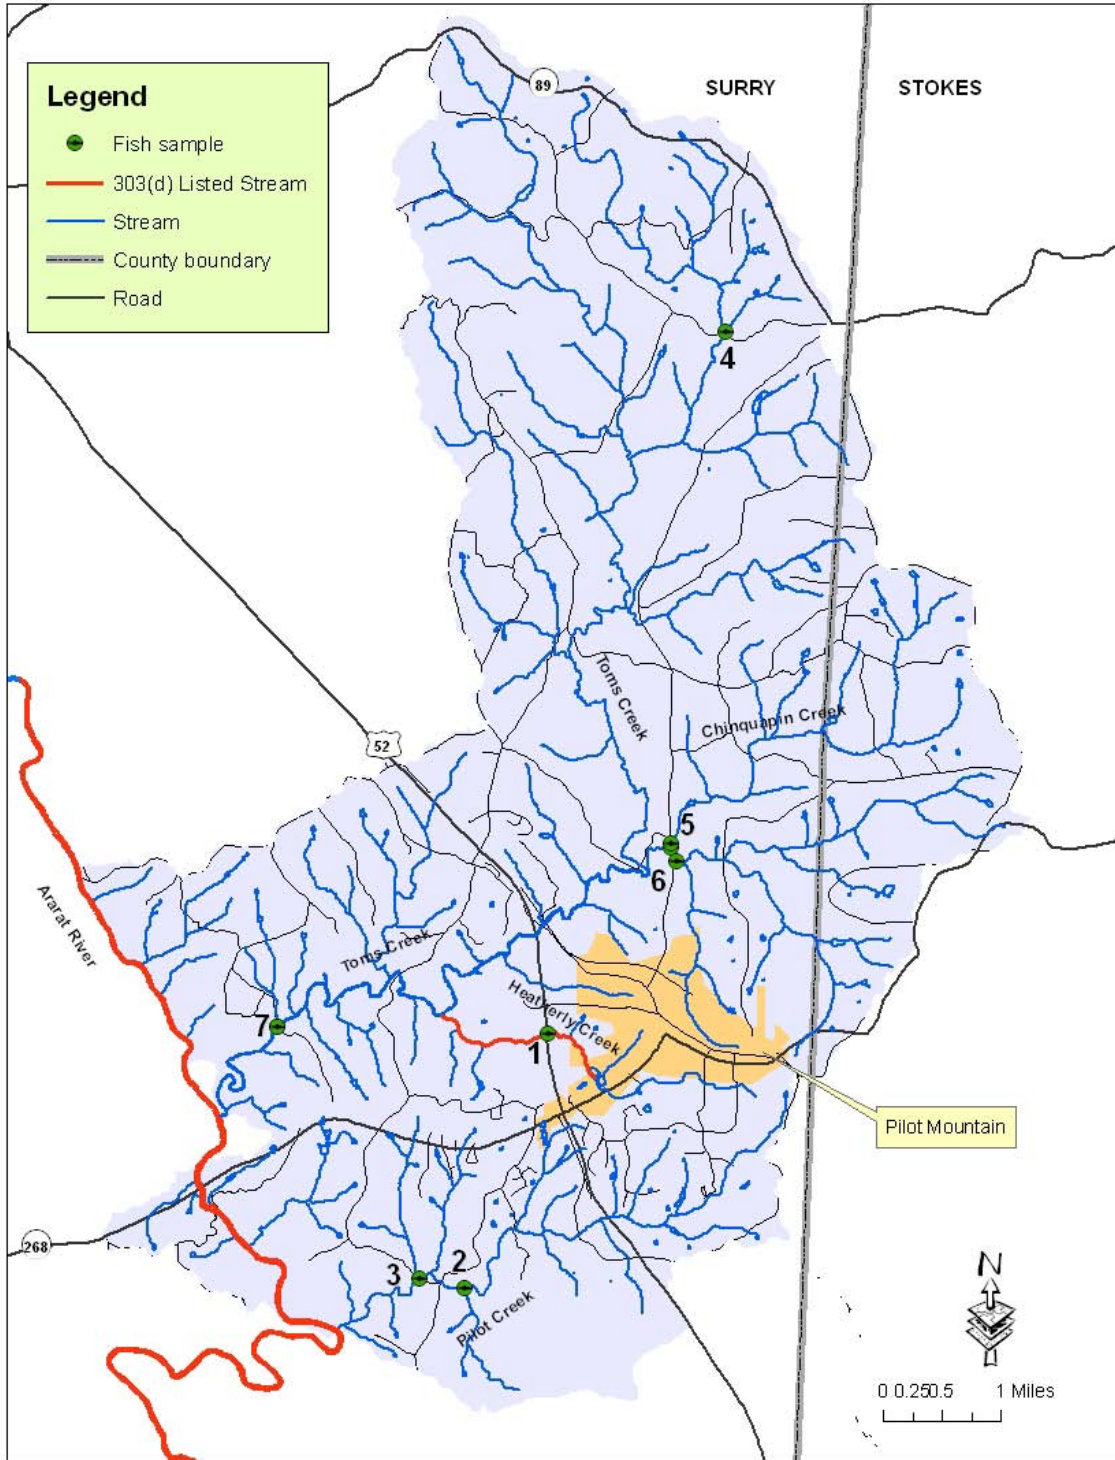 Legend
Fish sample
303(d) Listed Stream
Stream
County boundary
Road
89
SURRY
STOKES
4
Toms Creek
Chinquapin Creek
52
5
6
Ararat River
Toms Creek
Heatherly Creek
7
1
Pilot Mountain
268
3
2
Pilot Creek
N
0 0.250.5 1 Miles